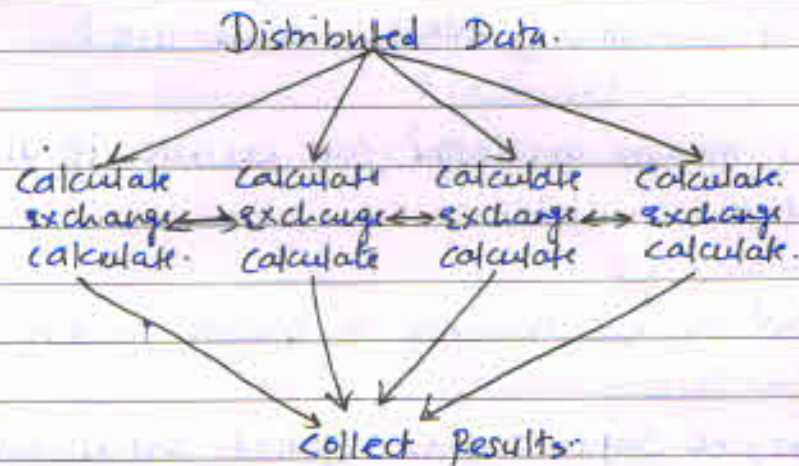 Distributed Data.
Calculate Calculate Calculate Calculate.
exchange exchange exchange exchange
calculate. calculate calculate calculate.
Collect Results.